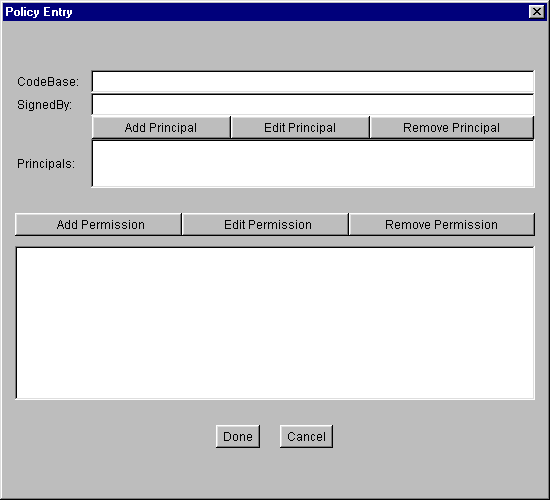 Policy Entry
CodeBase:
SignedBy:
Add Principal Edit Principal Remove Principal
Principals:
Add Permission Edit Permission Remove Permission
Done Cancel